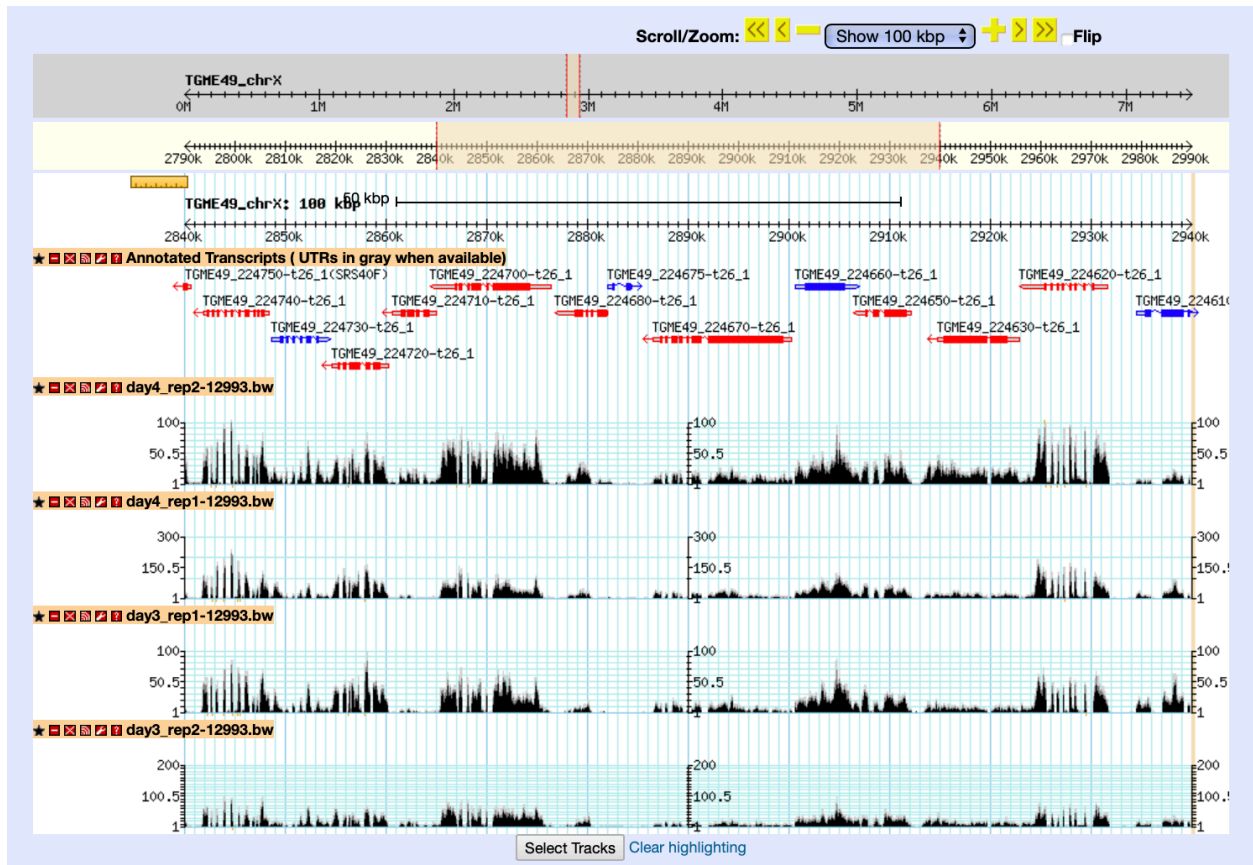 Scroll/Zoom: Show 100 kbp Flip
TGME49_chrX
0M 1M 2M 3M 4M 5M 6M 7M
2790k 2800k 2810k 2820k 2830k 2840k 2850k 2860k 2870k 2880k 2890k 2900k 2910k 2920k 2930k 2940k 2950k 2960k 2970k 2980k 2990k
TGME49_chrX: 100 kbp 50 kbp
2840k 2850k 2860k 2870k 2880k 2890k 2900k 2910k 2920k 2930k 2940k
Annotated Transcripts ( UTRs in gray when available)
TGME49_224750-t26_1(SRS40F) TGME49_224700-t26_1 TGME49_224675-t26_1 TGME49_224660-t26_1 TGME49_224620-t26_1
TGME49_224740-t26_1 TGME49_224710-t26_1 TGME49_224680-t26_1 TGME49_224650-t26_1 TGME49_22461
TGME49_224730-t26_1 TGME49_224670-t26_1 TGME49_224630-t26_1
TGME49_224720-t26_1
day4_rep2-12993.bw
100 100 100
50.5 50.5 50.5
1 1 1
day4_rep1-12993.bw
300 300 300
150.5 150.5 150.
1 1 1
day3_rep1-12993.bw
100 100 100
50.5 50.5 50.5
1 1 1
day3_rep2-12993.bw
200 200 200
100.5 100.5 100.
1 1 1
Select Tracks Clear highlighting